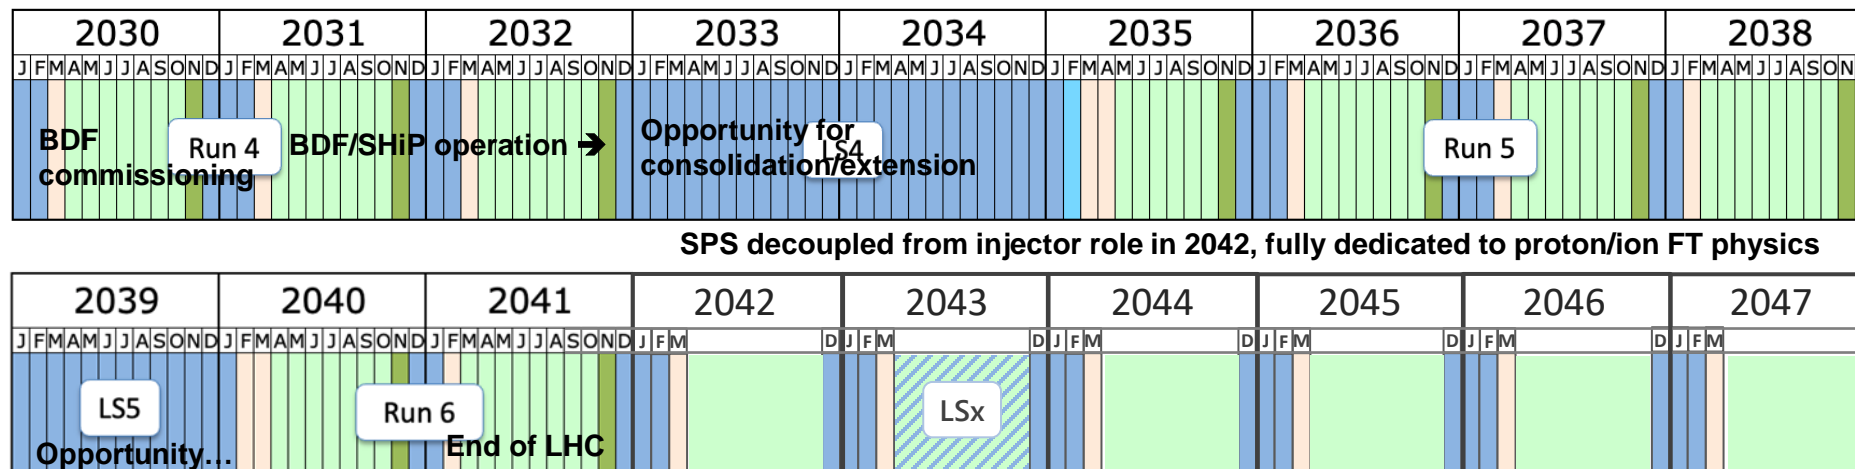 2030 2031 2032 2033 2034 2035 2036 2037 2038
J F M A M J J A S O N D J F M A M J J A S O N D J F M A M J J A S O N D J F M A M J J A S O N D J F M A M J J A S O N D J F M A M J J A S O N D J F M A M J J A S O N D J F M A M J J A S O N D J F M A M J J A S O N
BDF
commissioning
Run 4
BDF/SHiP operation ➔
Opportunity for
consolidation/extension
LS4
Run 5
SPS decoupled from injector role in 2042, fully dedicated to proton/ion FT physics
2039 2040 2041 2042 2043 2044 2045 2046 2047
J F M A M J J A S O N D J F M A M J J A S O N D J F M A M J J A S O N D J F M D J F M D J F M D J F M D J F M D J F M
LS5
Opportunity...
Run 6
End of LHC
LSx